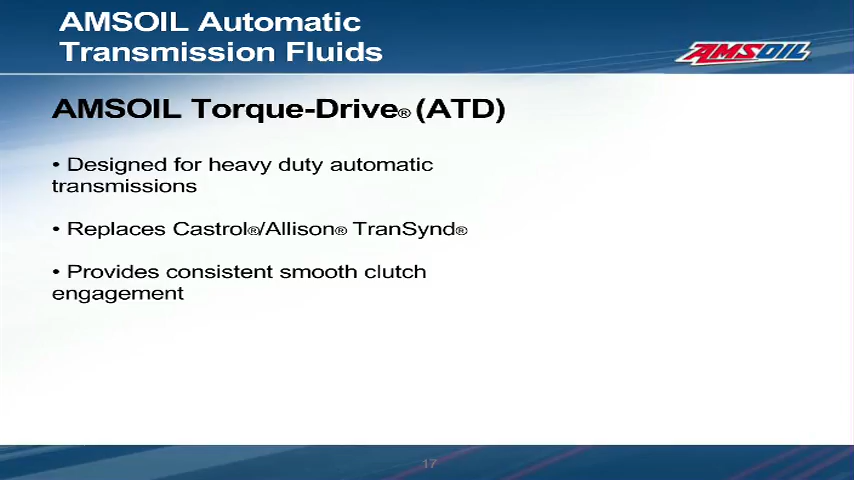 AMSOIL Automatic
Transmission Fluids
AMSOIL
AMSOIL Torque-Drive® (ATD)
• Designed for heavy duty automatic
transmissions
• Replaces Castrol®/Allison® TranSynd®
• Provides consistent smooth clutch
engagement
17